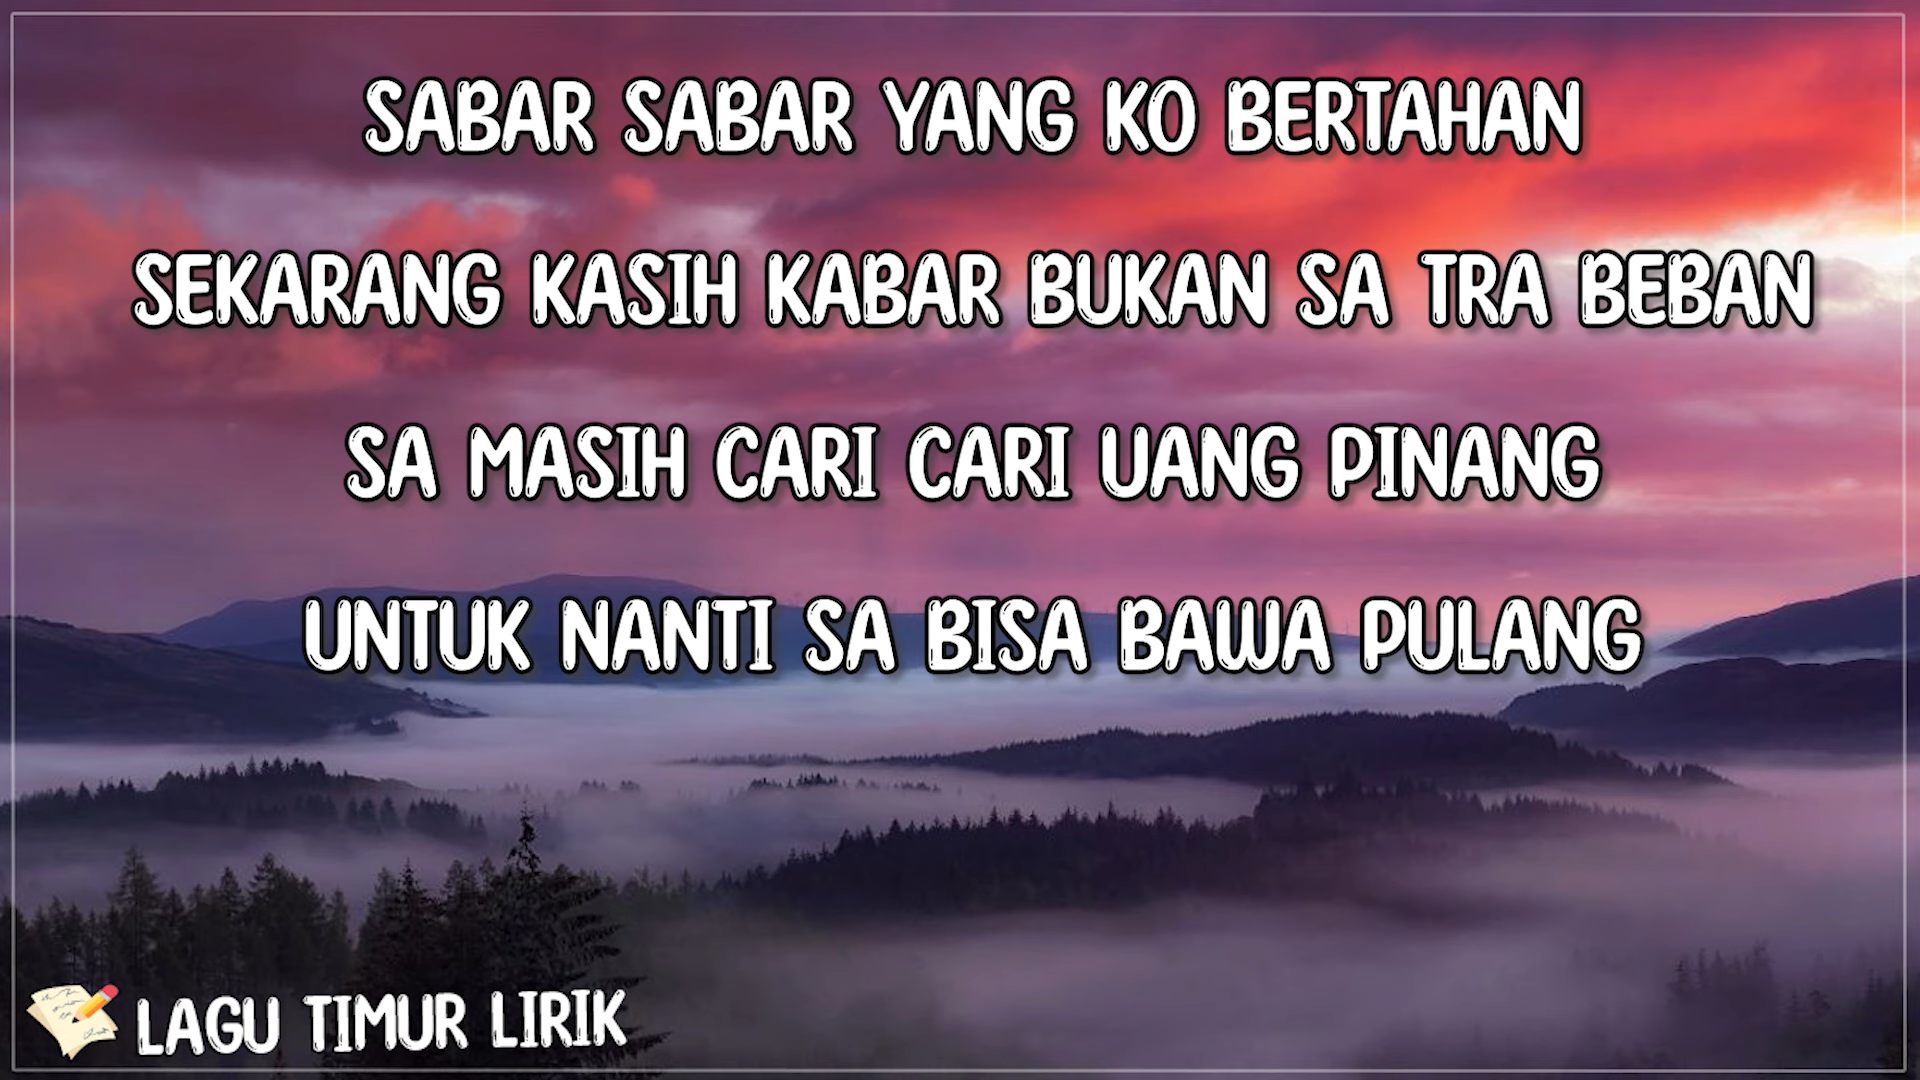 SABAR SABAR YANG KO BERTAHAN
SEKARANG KASIH KABAR BUKAN SA TRA BEBAN
SA MASIH CARI CARI UANG PINANG
UNTUK NANTI SA BISA BAWA PULANG
LAGU TIMUR LIRIK